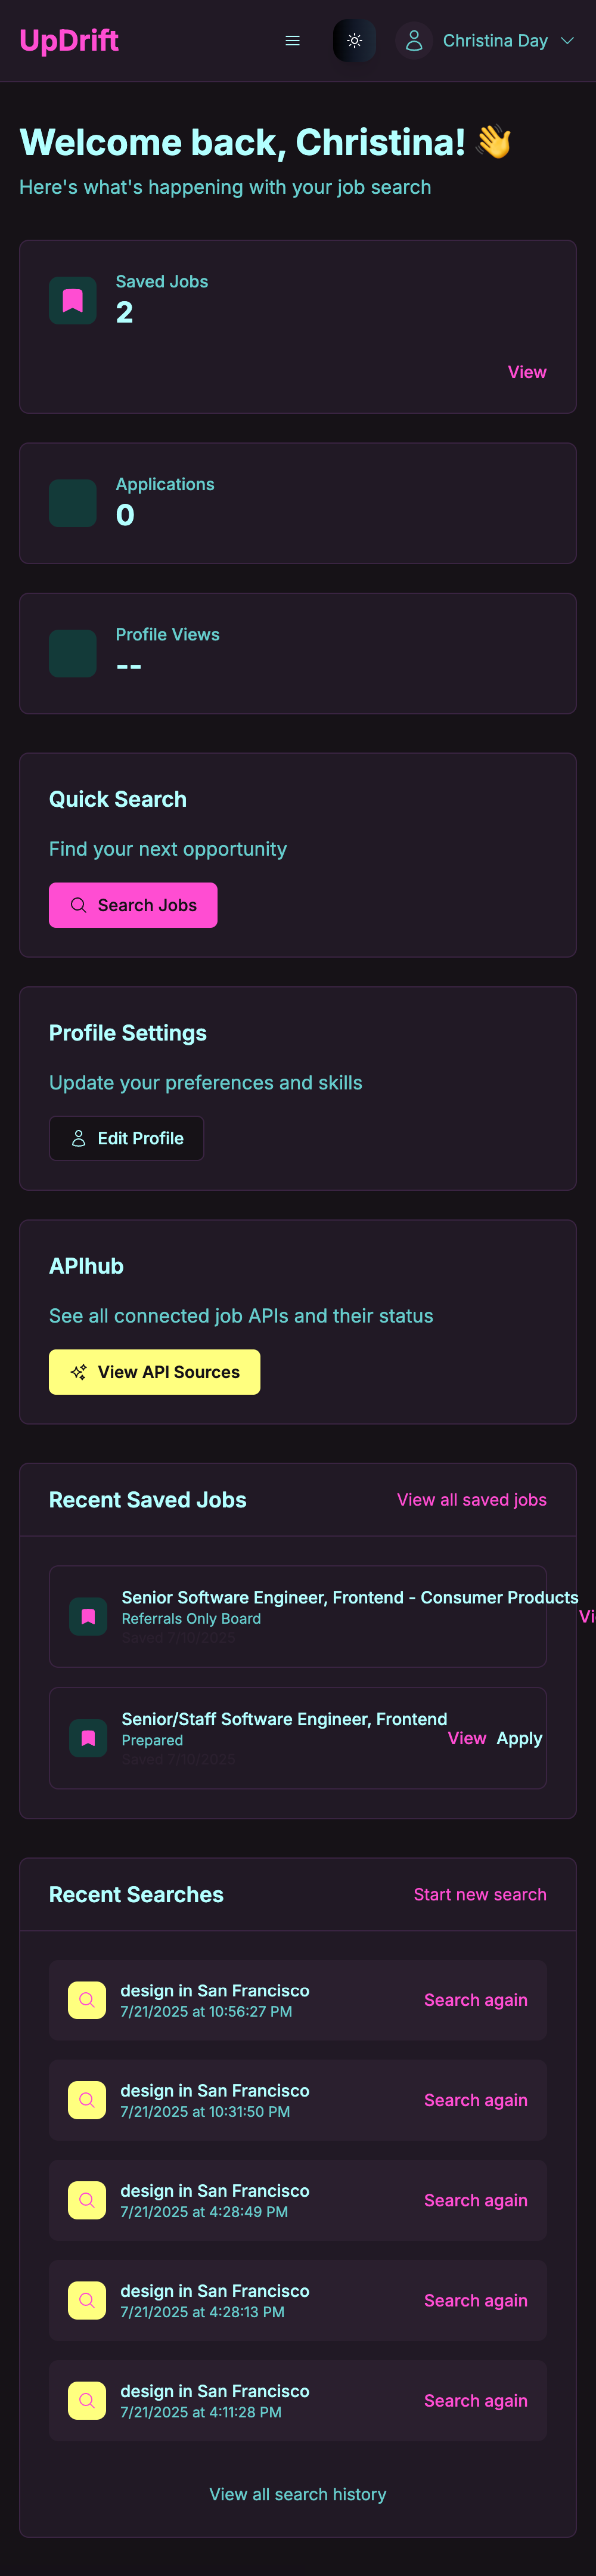 UpDrift
Christina Day
Welcome back, Christina! 👋
Here's what's happening with your job search
Saved Jobs
2
View
Applications
0
Profile Views
--
Quick Search
Find your next opportunity
Search Jobs
Profile Settings
Update your preferences and skills
Edit Profile
APIhub
See all connected job APIs and their status
View API Sources
Recent Saved Jobs
View all saved jobs
Senior Software Engineer, Frontend - Consumer Products
Referrals Only Board
Vi
Saved 7/10/2025
Senior/Staff Software Engineer, Frontend
Prepared
View Apply
Saved 7/10/2025
Recent Searches
Start new search
design in San Francisco
7/21/2025 at 10:56:27 PM
Search again
design in San Francisco
7/21/2025 at 10:31:50 PM
Search again
design in San Francisco
7/21/2025 at 4:28:49 PM
Search again
design in San Francisco
7/21/2025 at 4:28:13 PM
Search again
design in San Francisco
7/21/2025 at 4:11:28 PM
Search again
View all search history